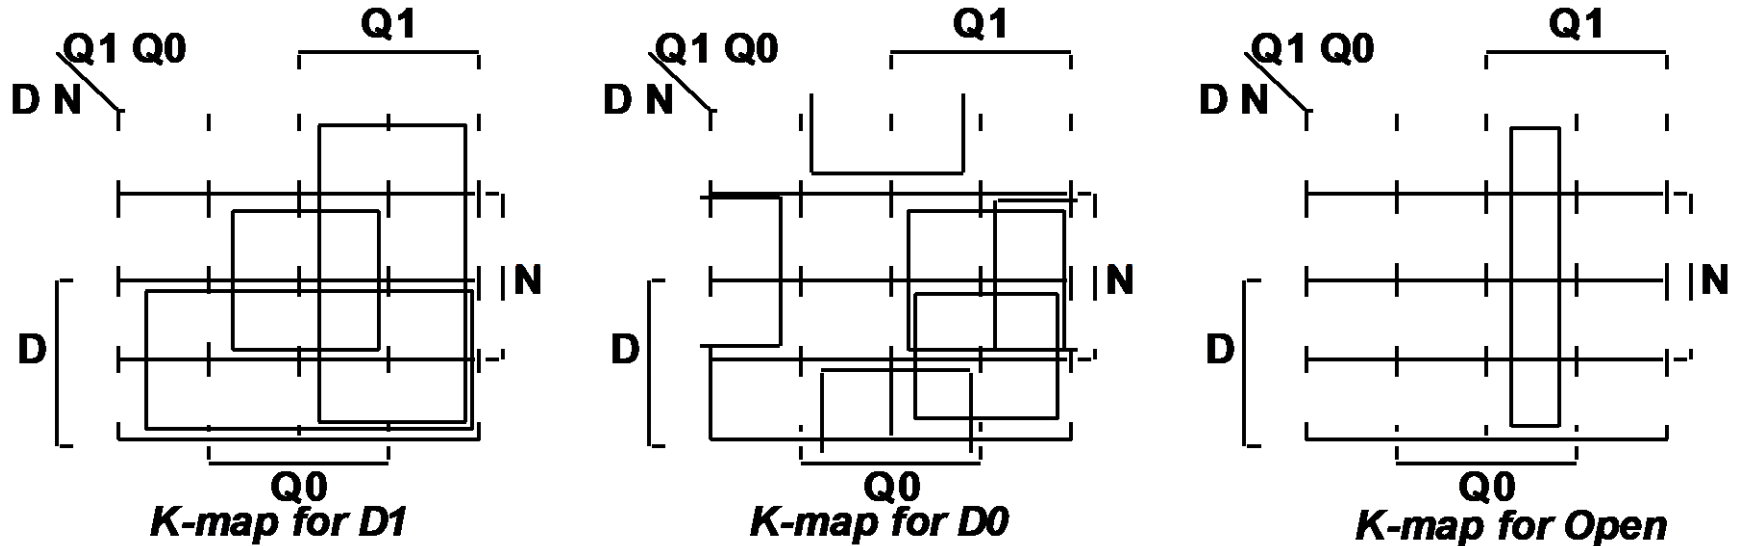 Q1
Q1 Q0
D N
N
D
Q0
K-map for D1
Q1
Q1 Q0
D N
N
D
Q0
K-map for D0
Q1
Q1 Q0
D N
N
D
Q0
K-map for Open